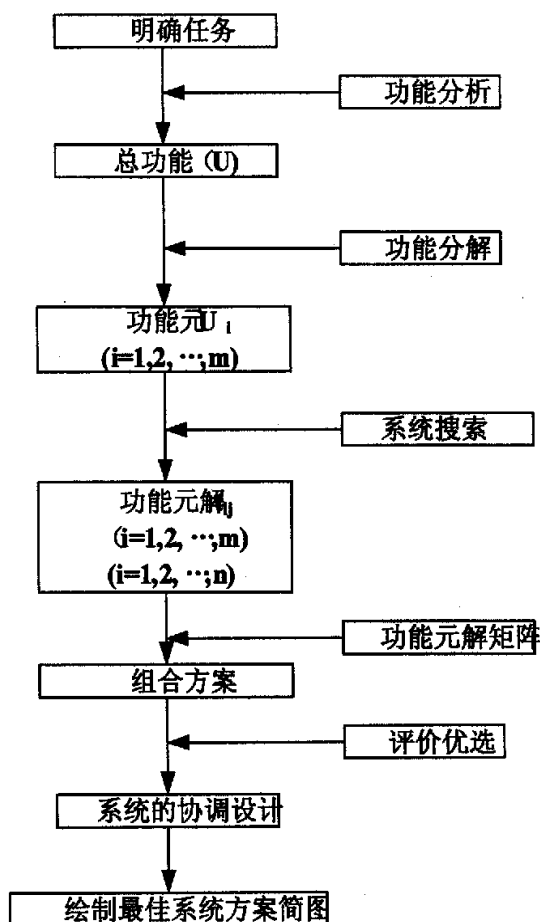 明确任务
功能分析
总功能 (U)
功能分解
功能元U i
(i=1,2, …,m)
系统搜索
功能元解ij
(i=1,2, …,m)
(i=1,2, …,n)
功能元解矩阵
组合方案
评价优选
系统的协调设计
绘制最佳系统方案简图